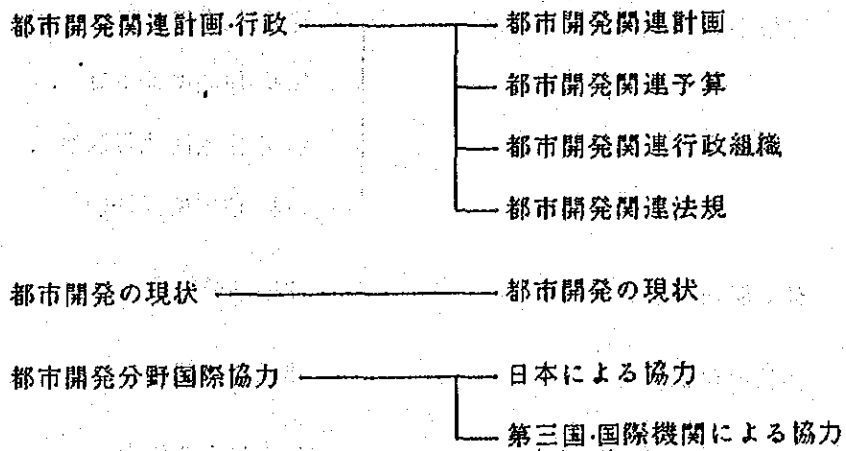 都市開発関連計画·行政 都市開発関連計画
都市開発関連予算
都市開発関連行政組織
都市開発関連法規
都市開発の現状 都市開発の現状
都市開発分野国際協力 日本による協力
第三国·国際機関による協力